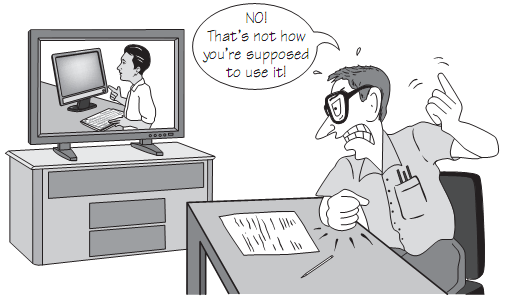 NO!
That's not how
you're supposed
to use it!